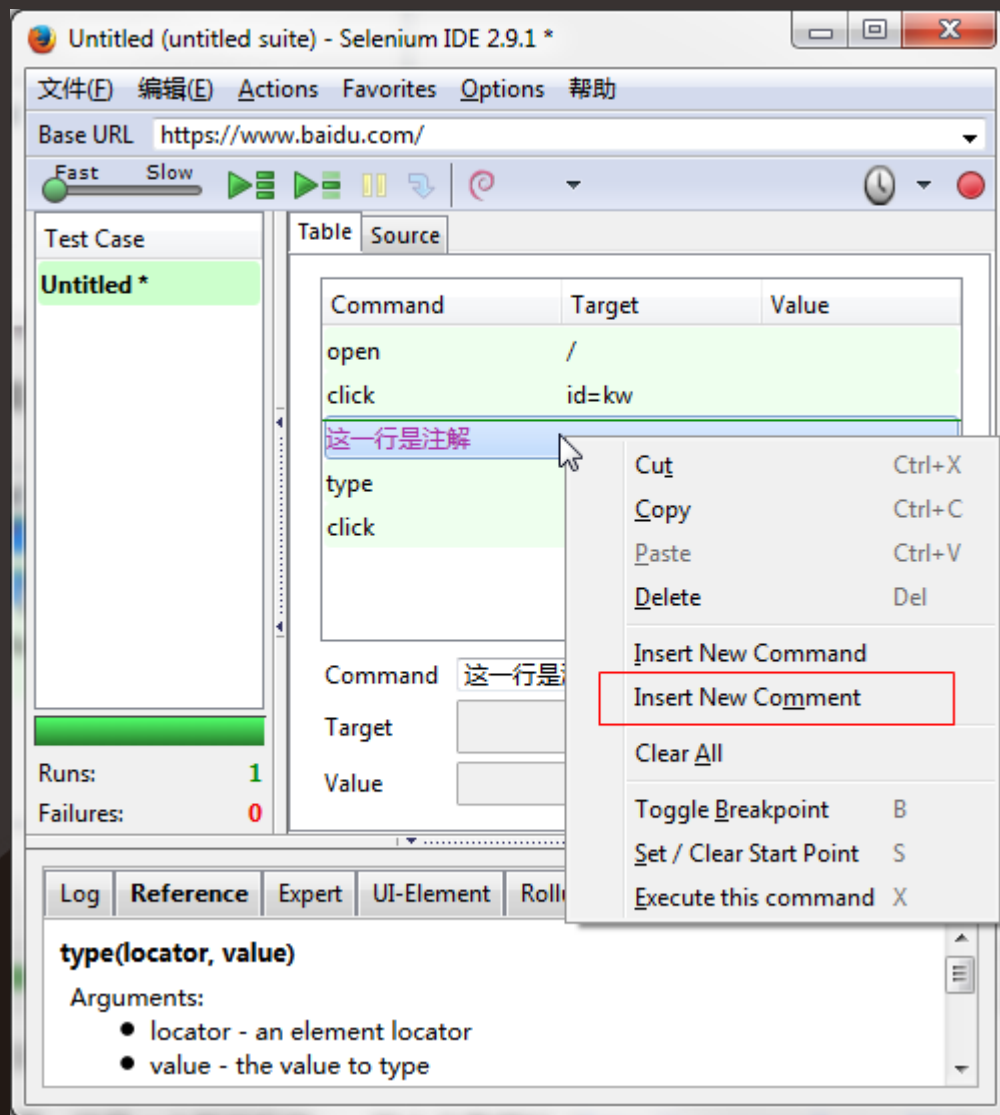 Untitled (untitled suite) - Selenium IDE 2.9.1 *
文件(F) 编辑(E) Actions Favorites Options 帮助
Base URL https://www.baidu.com/
Fast Slow
Test Case
Untitled *
Table Source
Command Target Value
open /
click id=kw
这一行是注解
type
click
Cut Ctrl+X
Copy Ctrl+C
Paste Ctrl+V
Delete Del
Insert New Command
Insert New Comment
Clear All
Toggle Breakpoint B
Set / Clear Start Point S
Execute this command X
Command 这一行是
Target
Value
Runs: 1
Failures: 0
Log Reference Expert UI-Element
type(locator, value)
Arguments:
● locator - an element locator
● value - the value to type